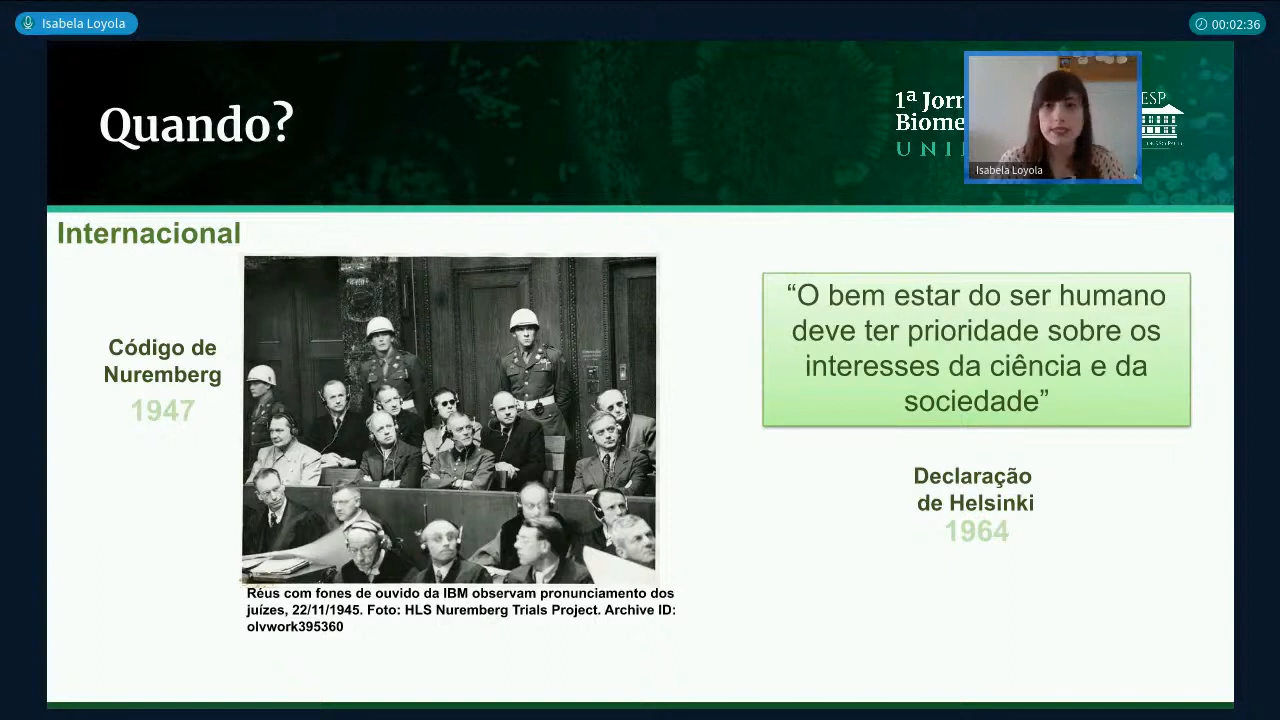 Isabela Loyola
00:02:36
Quando?
1ª Jorn
Biome
UNI
ESP
Isabela Loyola
Internacional
Código de
Nuremberg
1947
“O bem estar do ser humano
deve ter prioridade sobre os
interesses da ciência e da
sociedade”
Declaração
de Helsinki
1964
Réus com fones de ouvido da IBM observam pronunciamento dos
juízes, 22/11/1945. Foto: HLS Nuremberg Trials Project. Archive ID:
olvwork395360